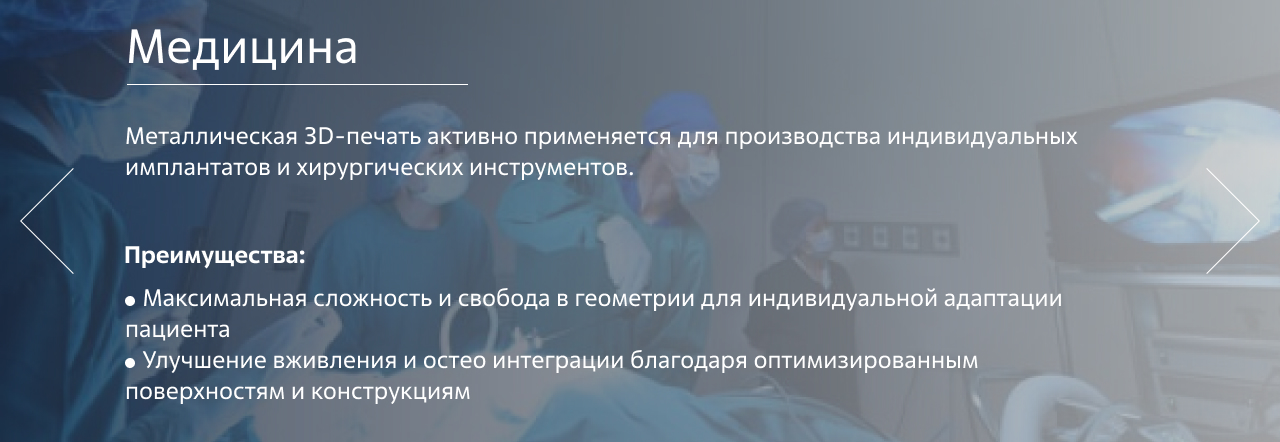 Медицина
Металлическая 3D-печать активно применяется для производства индивидуальных
имплантатов и хирургических инструментов.
Преимущества:
● Максимальная сложность и свобода в геометрии для индивидуальной адаптации
пациента
● Улучшение вживления и остео интеграции благодаря оптимизированным
поверхностям и конструкциям